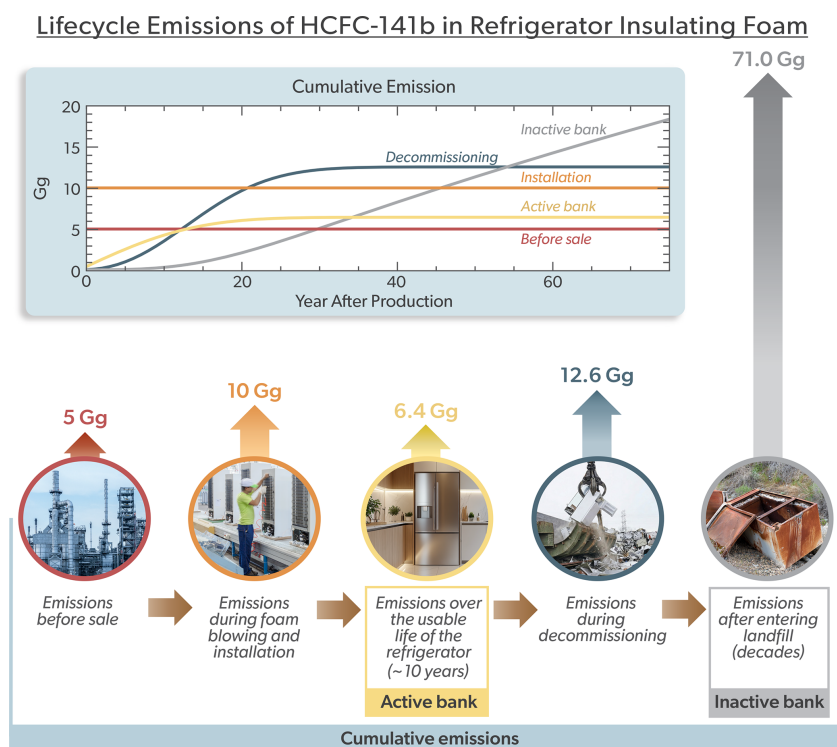 Lifecycle Emissions of HCFC-141b in Refrigerator Insulating Foam
71.0 Gg
Cumulative Emission
20
15
10
5
0
Gg
Inactive bank
Decommissioning
Installation
Active bank
Before sale
0
20
40
60
Year After Production
5 Gg
10 Gg
6.4 Gg
12.6 Gg
Emissions
before sale
Emissions
during foam
blowing and
installation
Emissions over
the usable
life of the
refrigerator
(~10 years)
Active bank
Emissions
during
decommissioning
Emissions
after entering
landfill
(decades)
Inactive bank
Cumulative emissions